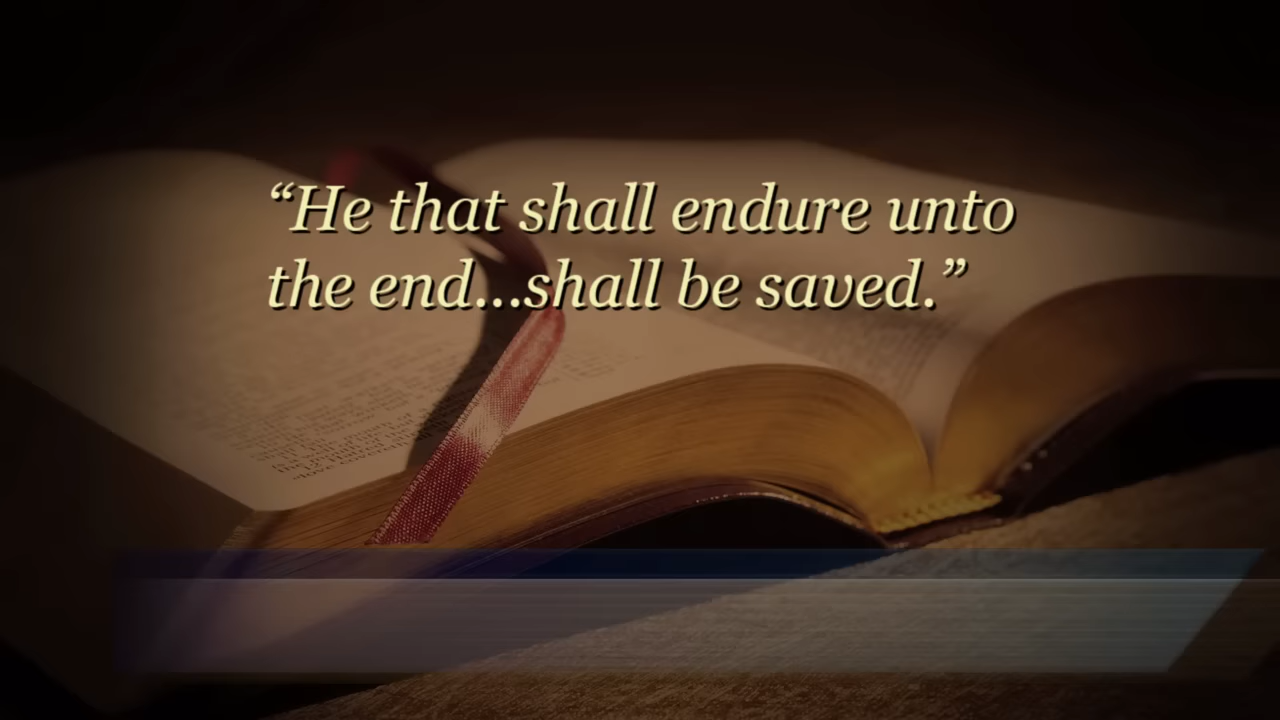 “He that shall endure unto
the end...shall be saved.”